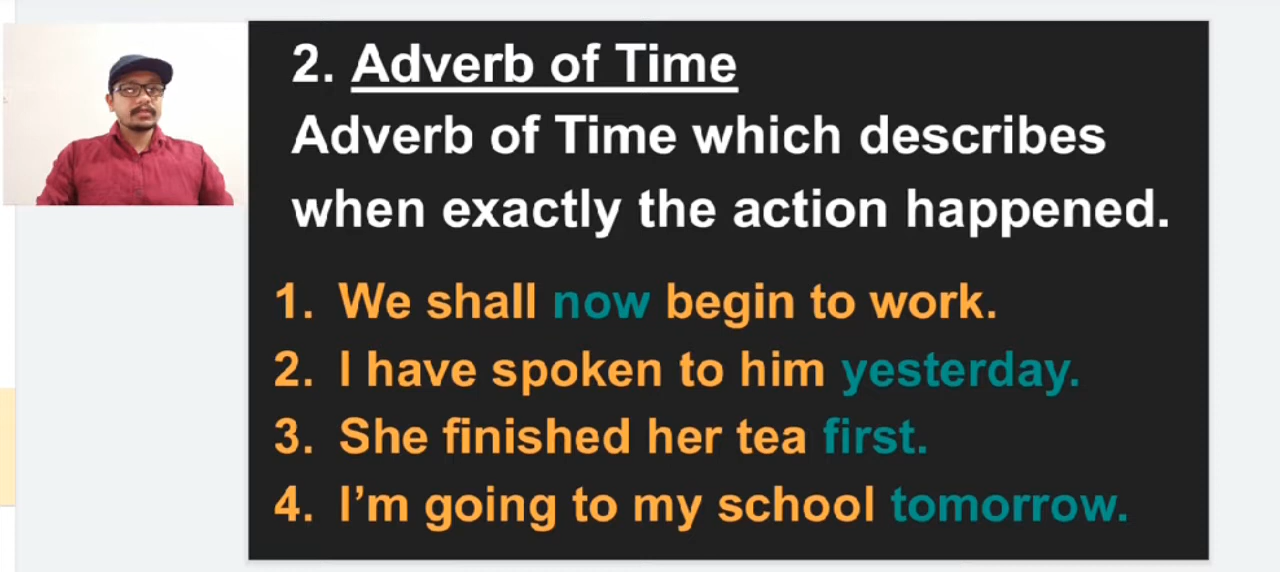 2. Adverb of Time
Adverb of Time which describes
when exactly the action happened.
1. We shall now begin to work.
2. I have spoken to him yesterday.
3. She finished her tea first.
4. I’m going to my school tomorrow.